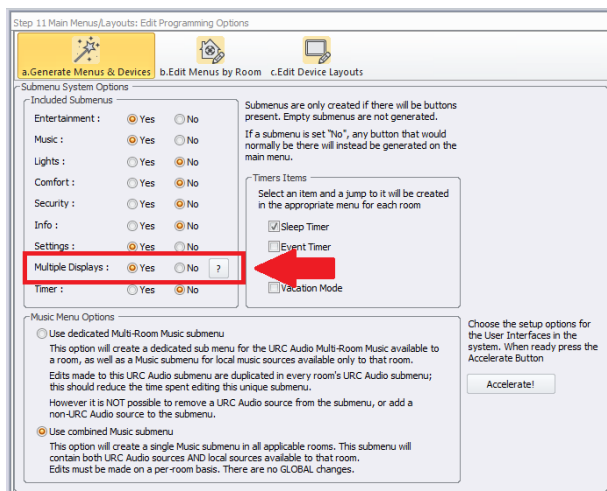 Step 11 Main Menus/Layouts: Edit Programming Options
a.Generate Menus & Devices b.Edit Menus by Room c.Edit Device Layouts
Submenu System Options
Included Submenus
Entertainment : Yes No
Music : Yes No
Lights : Yes No
Comfort : Yes No
Security : Yes No
Info : Yes No
Settings : Yes No
Multiple Displays : Yes No ?
Timer : Yes No
Submenus are only created if there will be buttons
present. Empty submenus are not generated.
If a submenu is set "No", any button that would
normally be there will instead be generated on the
main menu.
Timers Items
Select an item and a jump to it will be created
in the appropriate menu for each room
Sleep Timer
Event Timer
Vacation Mode
Music Menu Options
Use dedicated Multi-Room Music submenu
This option will create a dedicated sub menu for the URC Audio Multi-Room Music available to
a room, as well as a Music submenu for local music sources available only to that room.
Edits made to this URC Audio submenu are duplicated in every room's URC Audio submenu;
this should reduce the time spent editing this unique submenu.
However it is NOT possible to remove a URC Audio source from the submenu, or add a
non-URC Audio source to the submenu.
Use combined Music submenu
This option will create a single Music submenu in all applicable rooms. This submenu will
contain both URC Audio sources AND local sources available to that room.
Edits must be made on a per-room basis. There are no GLOBAL changes.
Choose the setup options for
the User Interfaces in the
system. When ready press the
Accelerate Button
Accelerate!